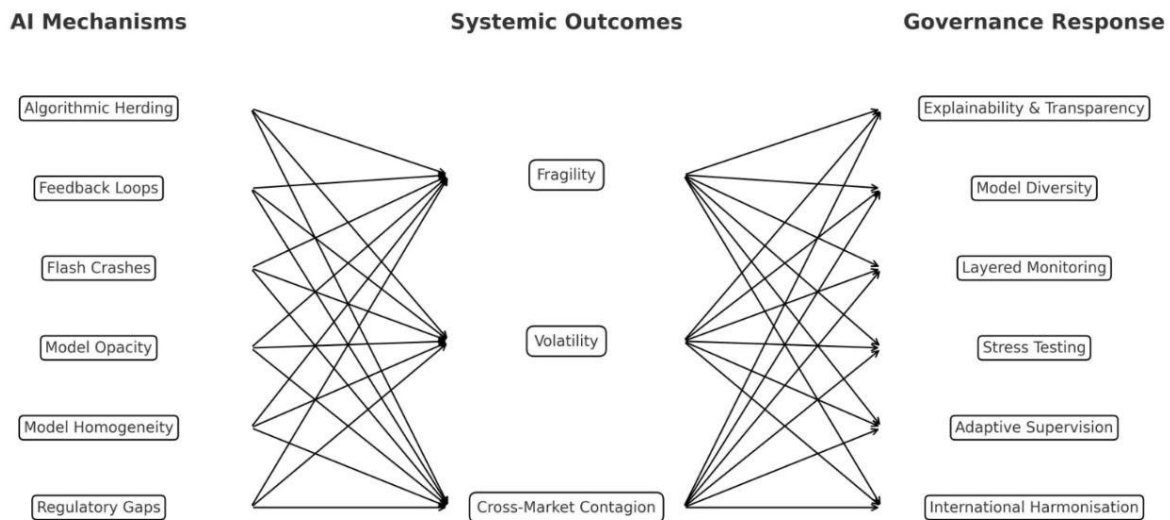 AI Mechanisms
Systemic Outcomes
Governance Response
Algorithmic Herding
Feedback Loops
Flash Crashes
Model Opacity
Model Homogeneity
Regulatory Gaps
Fragility
Volatility
Cross-Market Contagion
Explainability & Transparency
Model Diversity
Layered Monitoring
Stress Testing
Adaptive Supervision
International Harmonisation